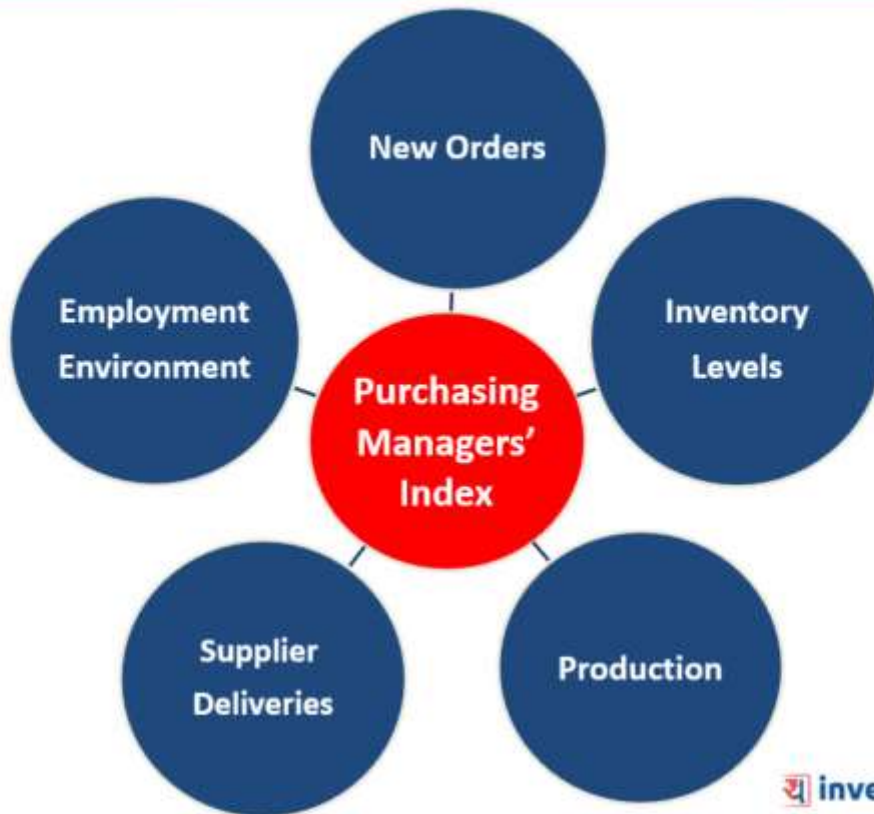 New Orders
Employment
Environment
Inventory
Levels
Purchasing
Managers’
Index
Supplier
Deliveries
Production